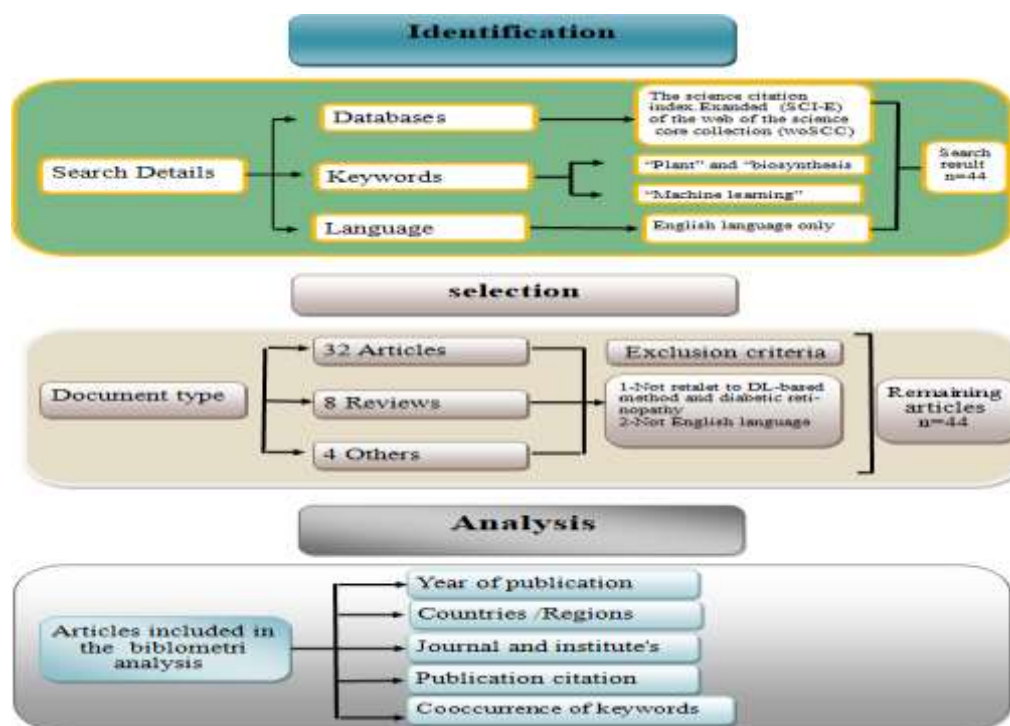 Identification
Search Details
Databases
Keywords
Language
The science citation
index.Exanded (SCI-E)
of the web of the science
core collection (woSCC)
"Plant" and "biosynthesis
"Machine learning"
English language only
Search
result
n=44
selection
Document type
32 Articles
8 Reviews
4 Others
Exclusion criteria
1-Not retalet to DL-based
method and diabetic reti-
nopathy
2-Not English language
Remaining
articles
n=44
Analysis
Articles included in
the biblometri
analysis
Year of publication
Countries /Regions
Journal and institute's
Publication citation
Cooccurrence of keywords